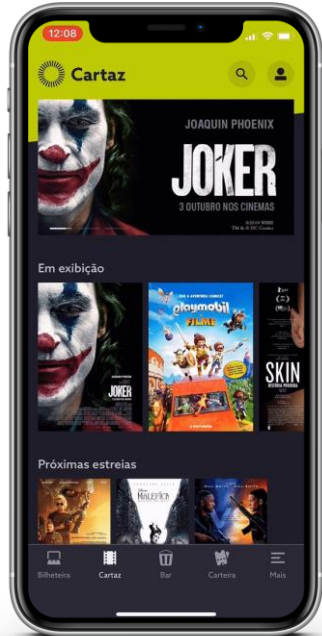 12:08
Cartaz
JOAQUIN PHOENIX
JOKER
3 OUTUBRO NOS CINEMAS
Em exibição
JOKER
playmobil
O FILME
SKIN
Próximas estreias
MALÉFICA
Bilheteira
Cartaz
Bar
Carteira
Mais